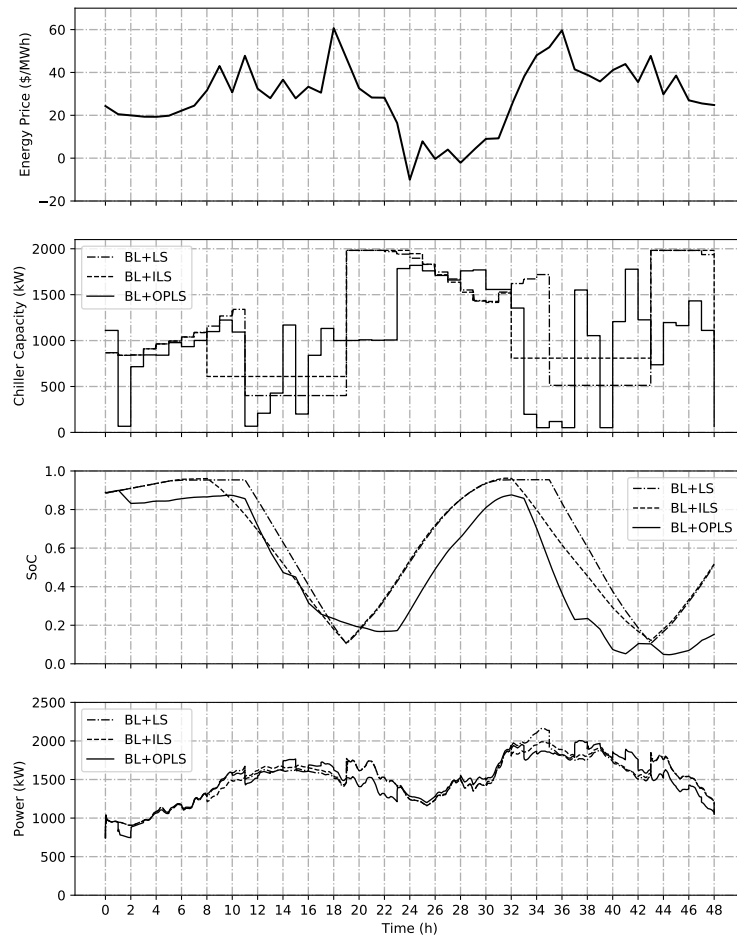 60
40
20
0
−20
Energy Price ($/MWh)
2000
1500
1000
500
0
Chiller Capacity (kW)
BL+LS
BL+ILS
BL+OPLS
1.0
0.8
0.6
0.4
0.2
0.0
SoC
BL+LS
BL+ILS
BL+OPLS
2500
2000
1500
1000
500
0
Power (kW)
BL+LS
BL+ILS
BL+OPLS
0 2 4 6 8 10 12 14 16 18 20 22 24 26 28 30 32 34 36 38 40 42 44 46 48
Time (h)